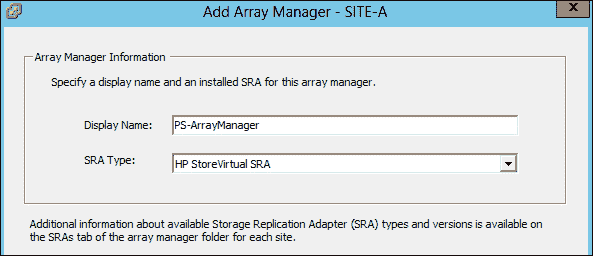 Add Array Manager - SITE-A
x
Array Manager Information
Specify a display name and an installed SRA for this array manager.
Display Name: PS-ArrayManager
SRA Type: HP StoreVirtual SRA
Additional information about available Storage Replication Adapter (SRA) types and versions is available on
the SRAs tab of the array manager folder for each site.